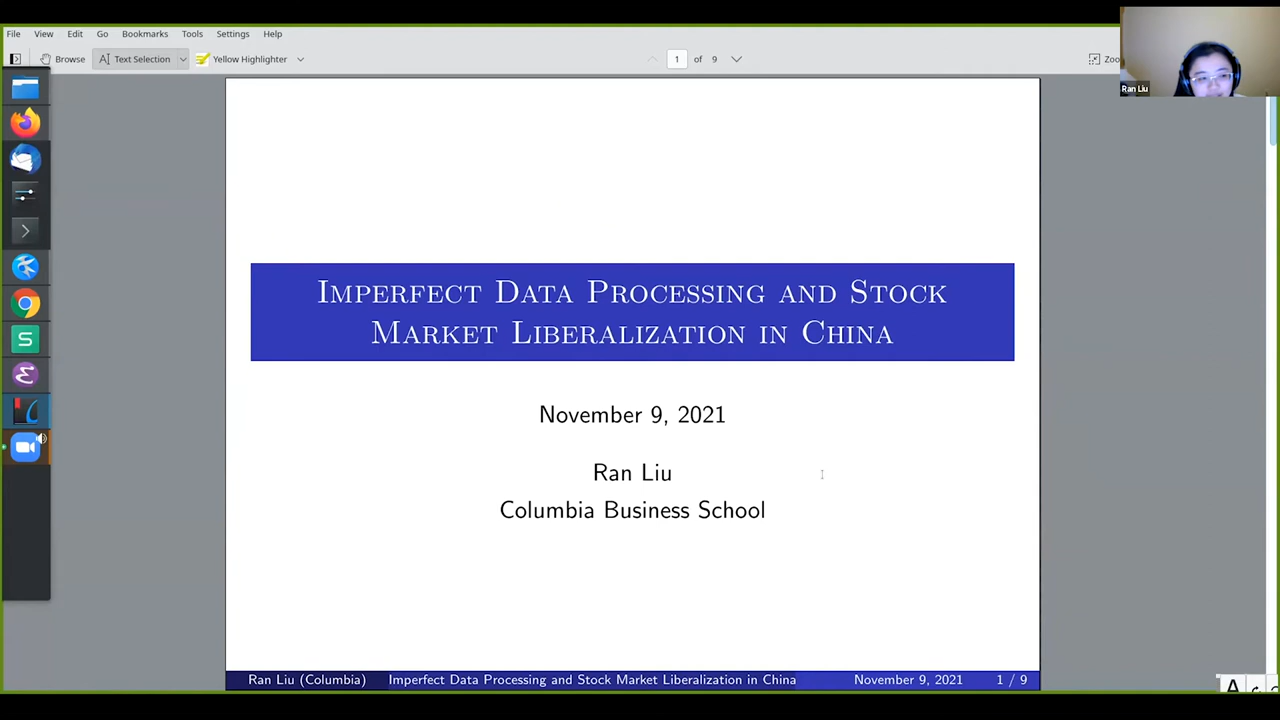 File View Edit Go Bookmarks Tools Settings Help
Browse Text Selection Yellow Highlighter 1 of 9
Ran Liu
IMPERFECT DATA PROCESSING AND STOCK
MARKET LIBERALIZATION IN CHINA
November 9, 2021
Ran Liu
Columbia Business School
Ran Liu (Columbia) Imperfect Data Processing and Stock Market Liberalization in China November 9, 2021 1 / 9